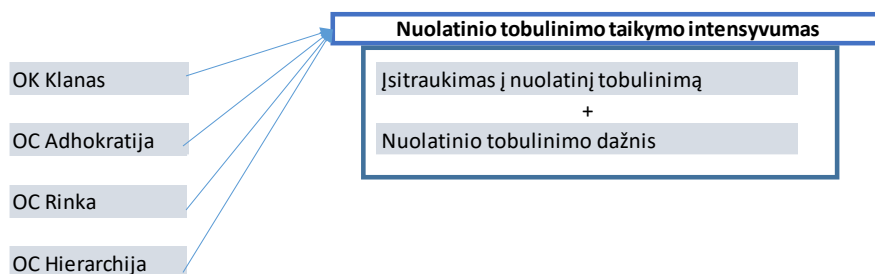 Nuolatinio tobulinimo taikymo intensyvumas
OK Klanas
Įsitraukimas į nuolatinį tobulinimą
+
OC Adhokratija
Nuolatinio tobulinimo dažnis
OC Rinka
OC Hierarchija